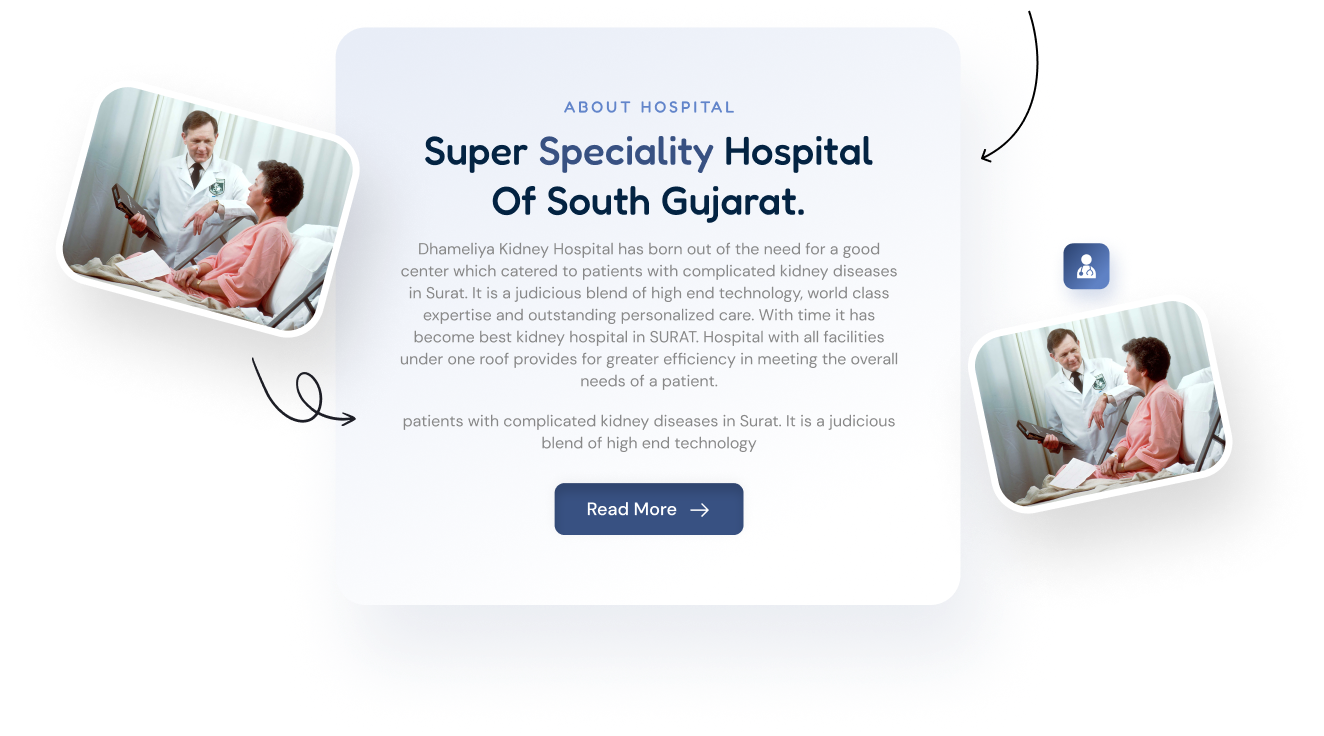 ABOUT HOSPITAL
Super Speciality Hospital
Of South Gujarat.
Dhameliya Kidney Hospital has born out of the need for a good
center which catered to patients with complicated kidney diseases
in Surat. It is a judicious blend of high end technology, world class
expertise and outstanding personalized care. With time it has
become best kidney hospital in SURAT. Hospital with all facilities
under one roof provides for greater efficiency in meeting the overall
needs of a patient.
patients with complicated kidney diseases in Surat. It is a judicious
blend of high end technology
Read More